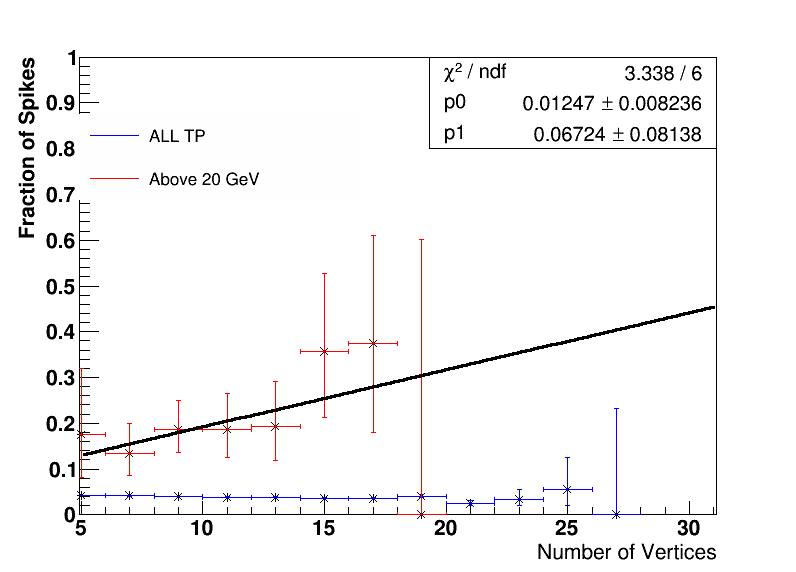 Fraction of Spikes
1
0.9
0.8
0.7
0.6
0.5
0.4
0.3
0.2
0.1
0
χ² / ndf 3.338 / 6
p0 0.01247 ± 0.008236
p1 0.06724 ± 0.08138
ALL TP
Above 20 GeV
5 10 15 20 25 30
Number of Vertices